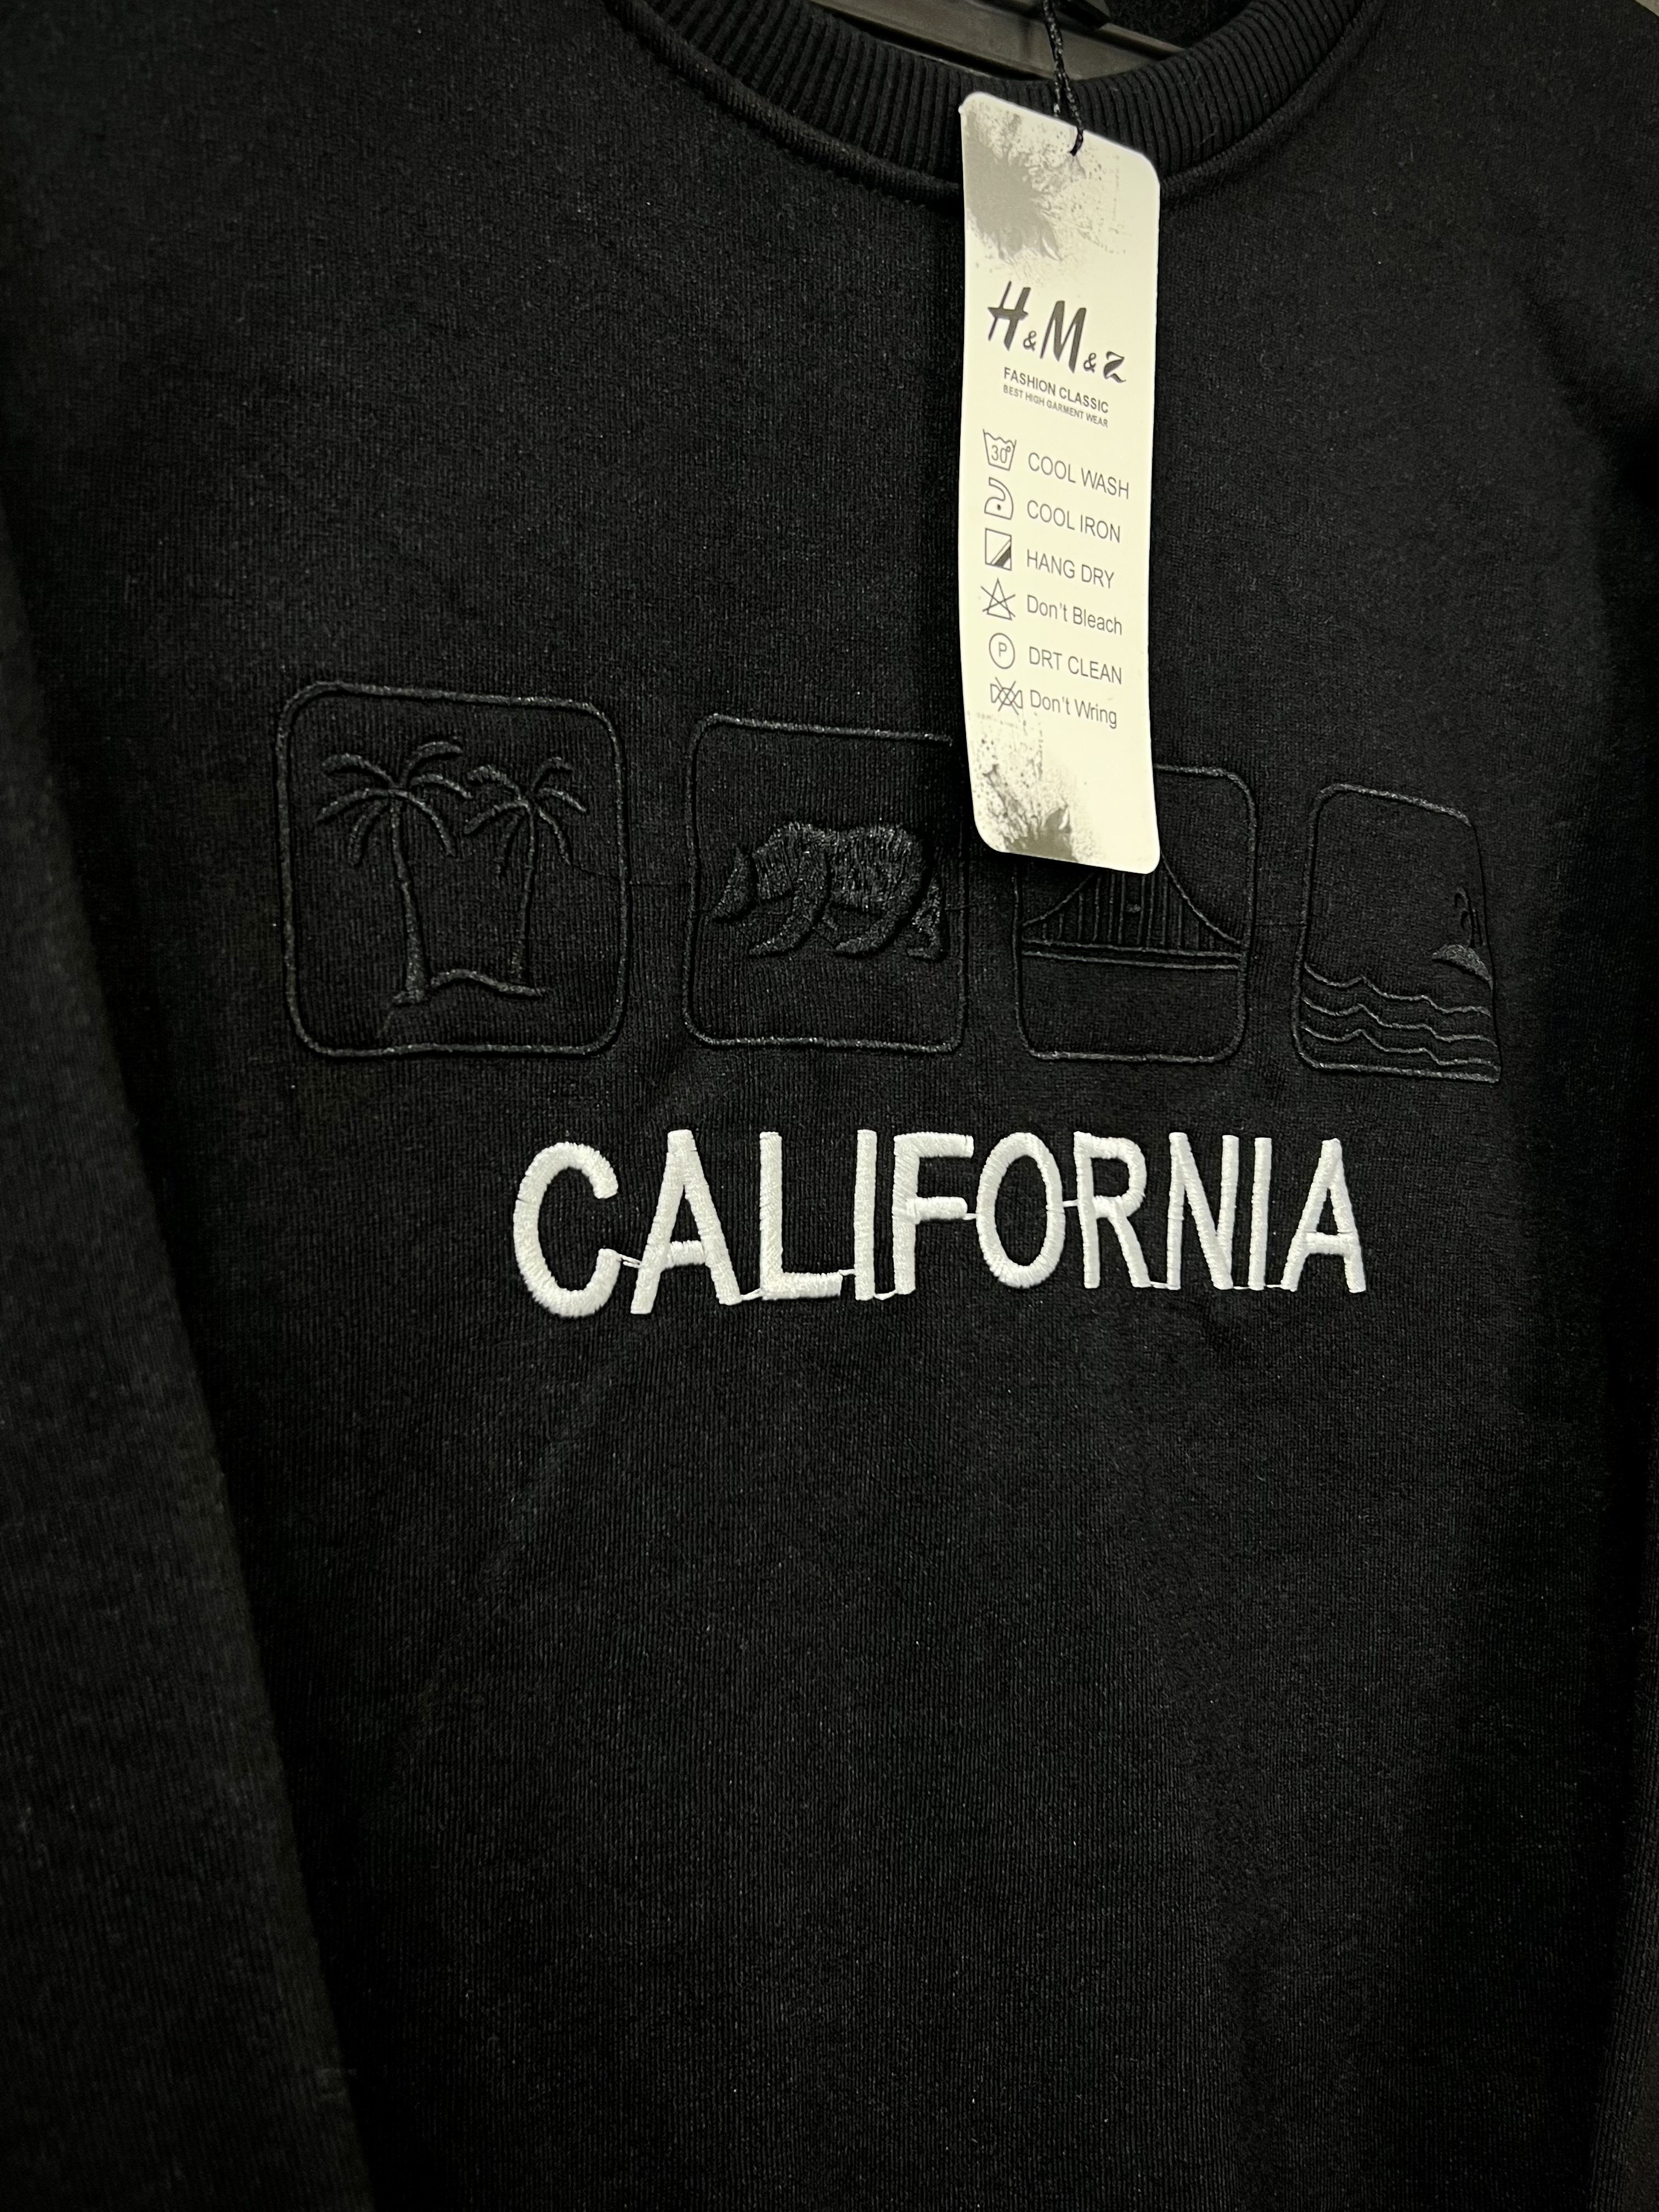 H&M&Z
FASHION CLASSIC
BEST HIGH GARMENT WEAR
30° COOL WASH
COOL IRON
HANG DRY
Don't Bleach
P DRT CLEAN
Don't Wring
CALIFORNIA